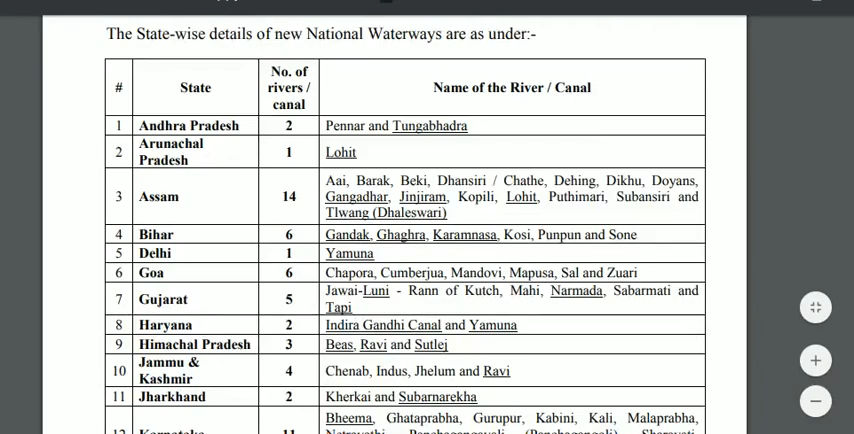 The State-wise details of new National Waterways are as under:-
# State No. of rivers / canal Name of the River / Canal
1 Andhra Pradesh 2 Pennar and Tungabhadra
2 Arunachal Pradesh 1 Lohit
3 Assam 14 Aai, Barak, Beki, Dhansiri / Chathe, Dehing, Dikhu, Doyans,
Gangadhar, Jinjiram, Kopili, Lohit, Puthimari, Subansiri and
Tlwang (Dhaleswari)
4 Bihar 6 Gandak, Ghaghra, Karamnasa, Kosi, Punpun and Sone
5 Delhi 1 Yamuna
6 Goa 6 Chapora, Cumberjua, Mandovi, Mapusa, Sal and Zuari
7 Gujarat 5 Jawai-Luni - Rann of Kutch, Mahi, Narmada, Sabarmati and
Tapi
8 Haryana 2 Indira Gandhi Canal and Yamuna
9 Himachal Pradesh 3 Beas, Ravi and Sutlej
10 Jammu & Kashmir 4 Chenab, Indus, Jhelum and Ravi
11 Jharkhand 2 Kherkai and Subarnarekha
Bheema, Ghataprabha, Gurupur, Kabini, Kali, Malaprabha,